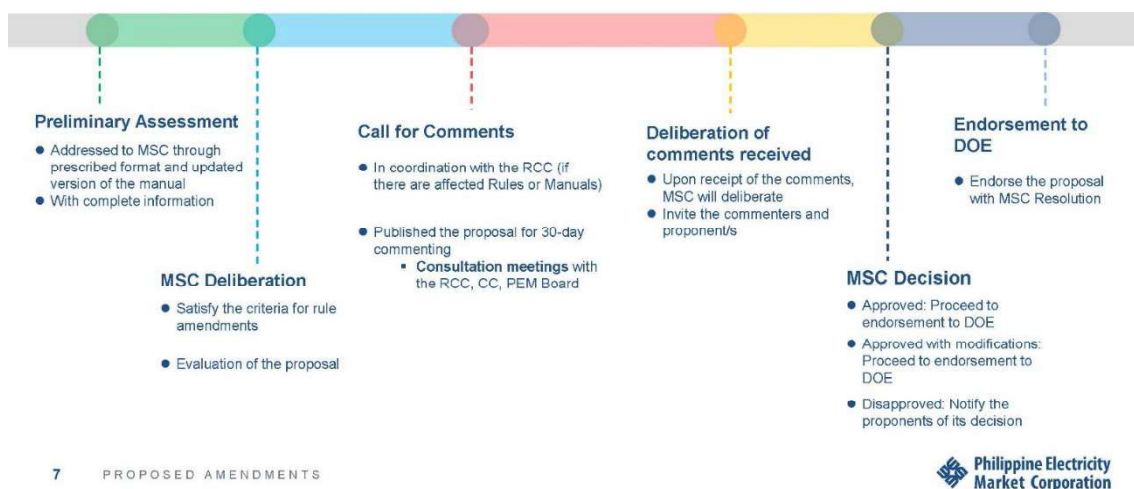 Preliminary Assessment
● Addressed to MSC through
prescribed format and updated
version of the manual
● With complete information
MSC Deliberation
● Satisfy the criteria for rule
amendments
● Evaluation of the proposal
Call for Comments
● In coordination with the RCC (if
there are affected Rules or Manuals)
● Published the proposal for 30-day
commenting
▪ Consultation meetings with
the RCC, CC, PEM Board
Deliberation of
comments received
● Upon receipt of the comments,
MSC will deliberate
● Invite the commenters and
proponent/s
MSC Decision
● Approved: Proceed to
endorsement to DOE
● Approved with modifications:
Proceed to endorsement to
DOE
● Disapproved: Notify the
proponents of its decision
Endorsement to
DOE
● Endorse the proposal
with MSC Resolution
7 PROPOSED AMENDMENTS
Philippine Electricity
Market Corporation